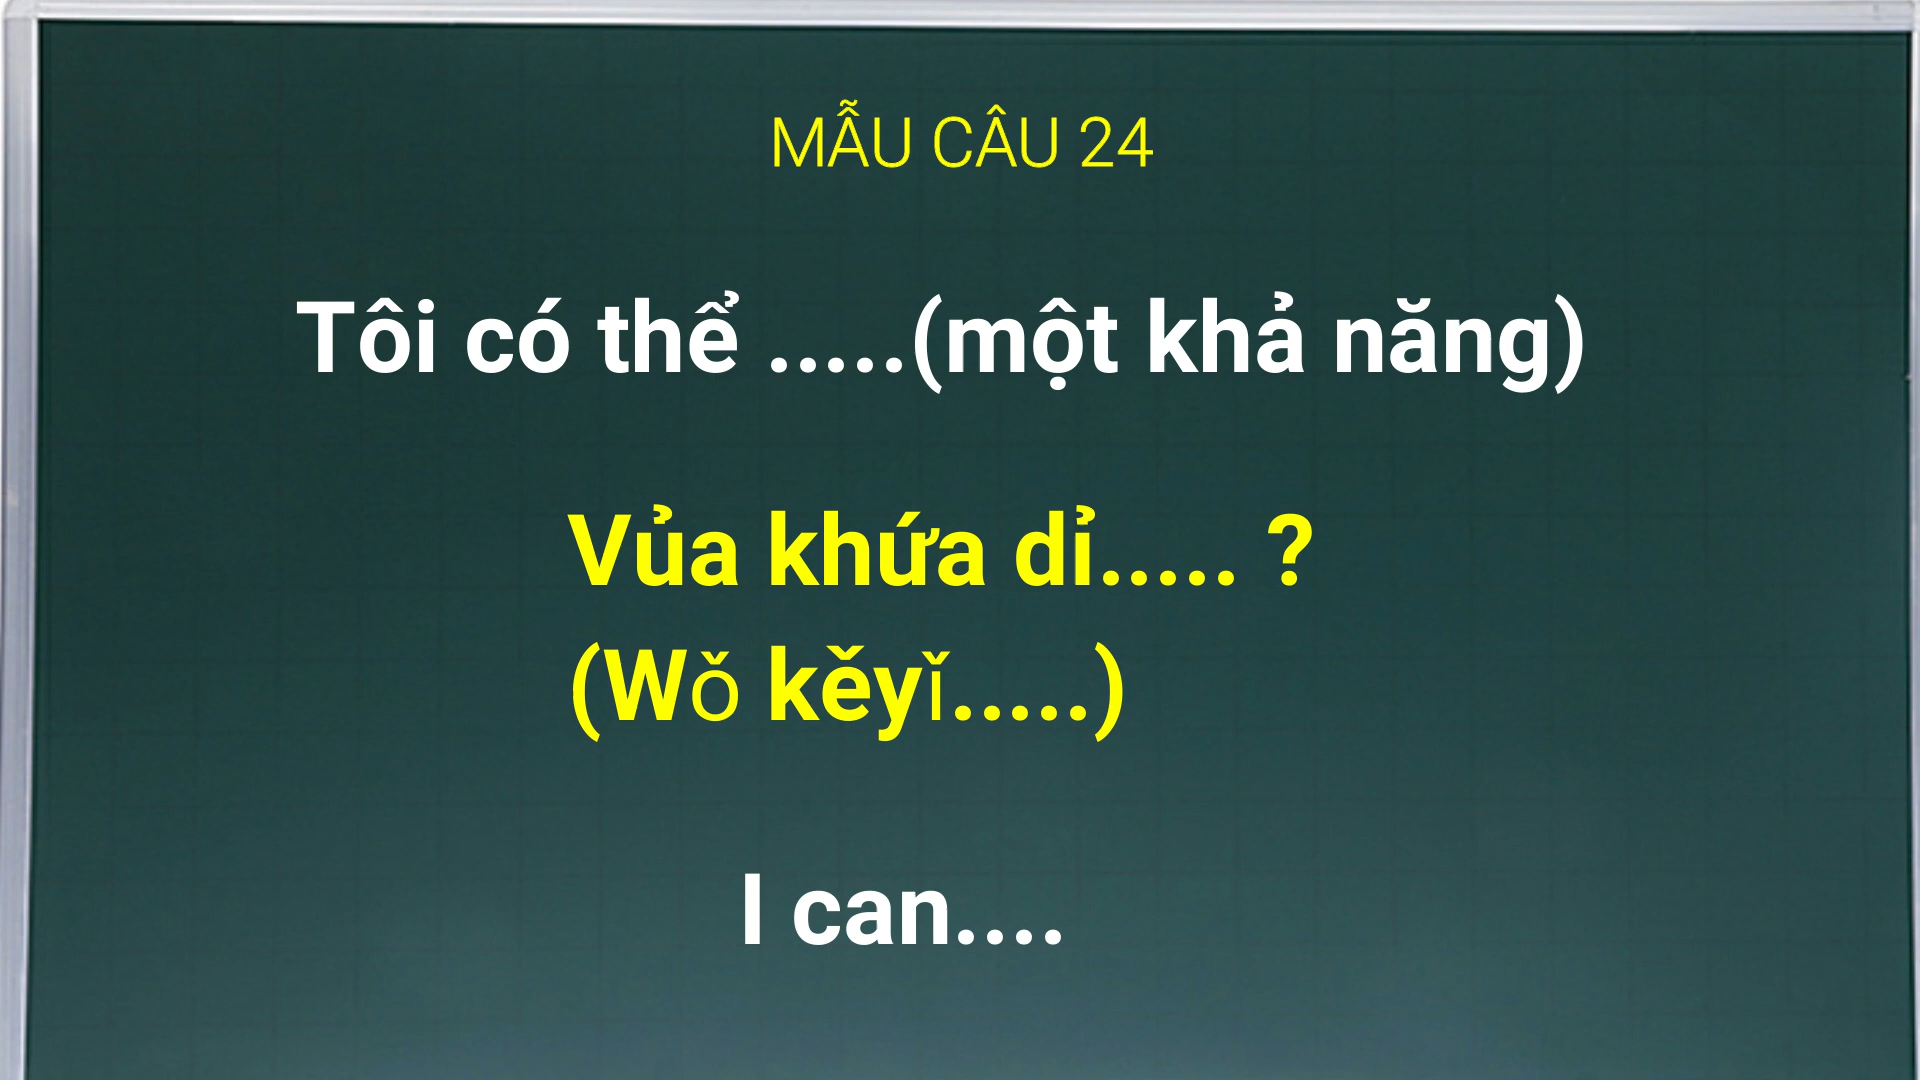 MẪU CÂU 24
Tôi có thể .....(một khả năng)
Vủa khứa dỉ..... ?
(Wǒ kěyǐ.....)
I can....